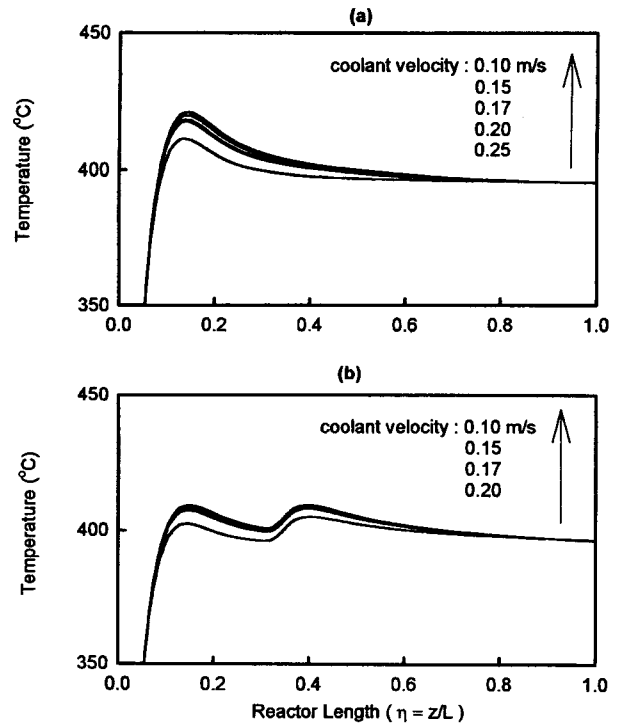 (a)
450
400
350
Temperature (°C)
coolant velocity : 0.10 m/s
0.15
0.17
0.20
0.25
0.0 0.2 0.4 0.6 0.8 1.0
(b)
450
400
350
Temperature (°C)
coolant velocity : 0.10 m/s
0.15
0.17
0.20
0.0 0.2 0.4 0.6 0.8 1.0
Reactor Length ( η = z/L )